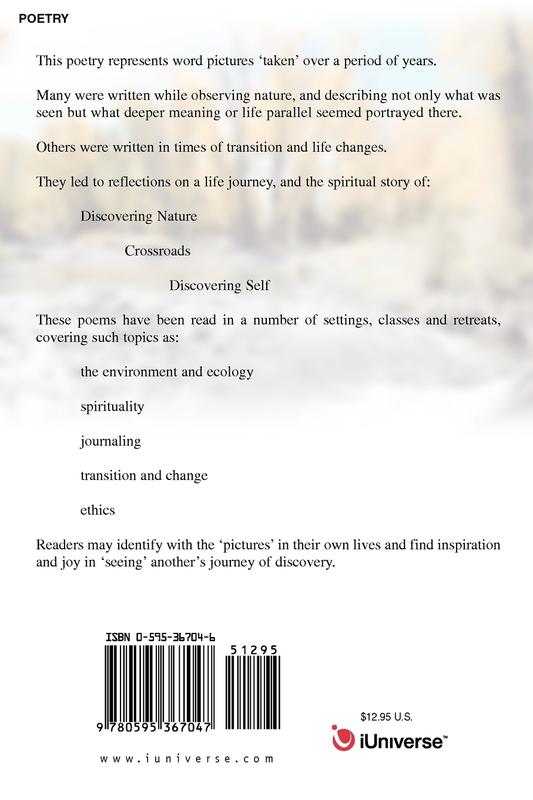 POETRY
This poetry represents word pictures ‘taken’ over a period of years.
Many were written while observing nature, and describing not only what was
seen but what deeper meaning or life parallel seemed portrayed there.
Others were written in times of transition and life changes.
They led to reflections on a life journey, and the spiritual story of:
Discovering Nature
Crossroads
Discovering Self
These poems have been read in a number of settings, classes and retreats,
covering such topics as:
the environment and ecology
spirituality
journaling
transition and change
ethics
Readers may identify with the ‘pictures’ in their own lives and find inspiration
and joy in ‘seeing’ another’s journey of discovery.
ISBN 0-595-36704-6
51295
9 780595 367047
www.iuniverse.com
$12.95 U.S.
iUniverse™